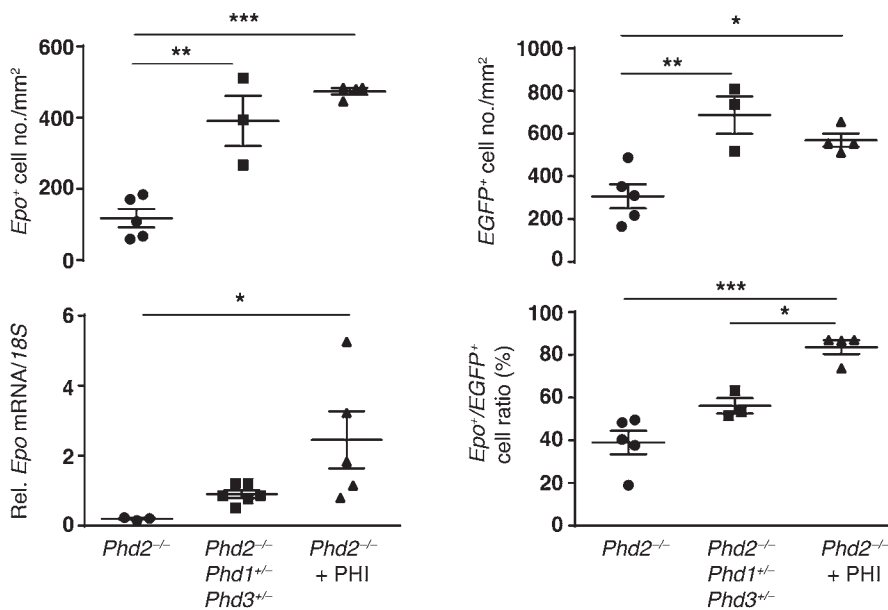 ***
**
Epo⁺ cell no./mm²
600
400
200
0
*
**
EGFP⁺ cell no./mm²
1000
800
600
400
200
0
*
Rel. Epo mRNA/18S
6
4
2
0
Phd2⁻/⁻
Phd2⁻/⁻
Phd1⁺/⁻
Phd3⁺/⁻
Phd2⁻/⁻
+ PHI
***
*
Epo⁺/EGFP⁺
cell ratio (%)
100
80
60
40
20
0
Phd2⁻/⁻
Phd2⁻/⁻
Phd1⁺/⁻
Phd3⁺/⁻
Phd2⁻/⁻
+ PHI